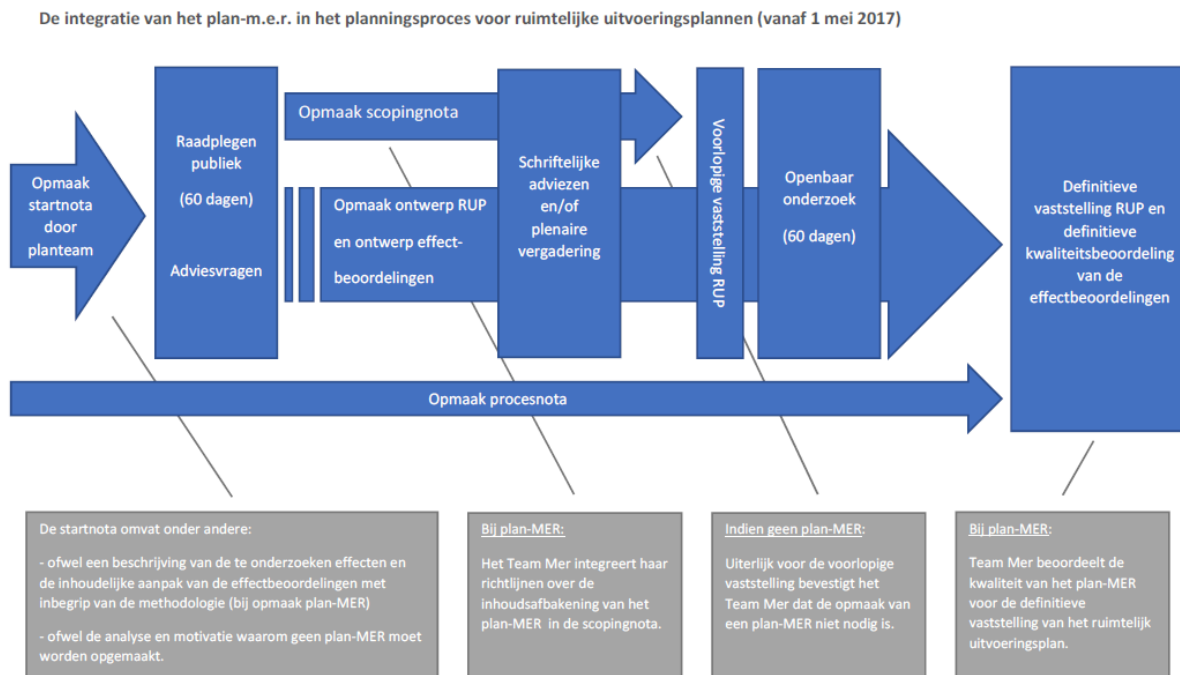 De integratie van het plan-m.e.r. in het planningsproces voor ruimtelijke uitvoeringsplannen (vanaf 1 mei 2017)
Opmaak
startnota
door
planteam
Raadplegen
publiek
(60 dagen)
Adviesvragen
Opmaak scopingnota
Opmaak ontwerp RUP
en ontwerp effect-
beoordelingen
Schriftelijke
adviezen
en/of
plenaire
vergadering
Voorlopige vaststelling RUP
Openbaar
onderzoek
(60 dagen)
Definitieve
vaststelling RUP en
definitieve
kwaliteitsbeoordeling
van de
effectbeoordelingen
Opmaak procesnota
De startnota omvat onder andere:
- ofwel een beschrijving van de te onderzoeken effecten en
de inhoudelijke aanpak van de effectbeoordelingen met
inbegrip van de methodologie (bij opmaak plan-MER)
- ofwel de analyse en motivatie waarom geen plan-MER moet
worden opgemaakt.
Bij plan-MER:
Het Team Mer integreert haar
richtlijnen over de
inhoudsafbakening van het
plan-MER in de scopingnota.
Indien geen plan-MER:
Uiterlijk voor de voorlopige
vaststelling bevestigt het
Team Mer dat de opmaak van
een plan-MER niet nodig is.
Bij plan-MER:
Team Mer beoordeelt de
kwaliteit van het plan-MER
voor de definitieve
vaststelling van het ruimtelijk
uitvoeringsplan.